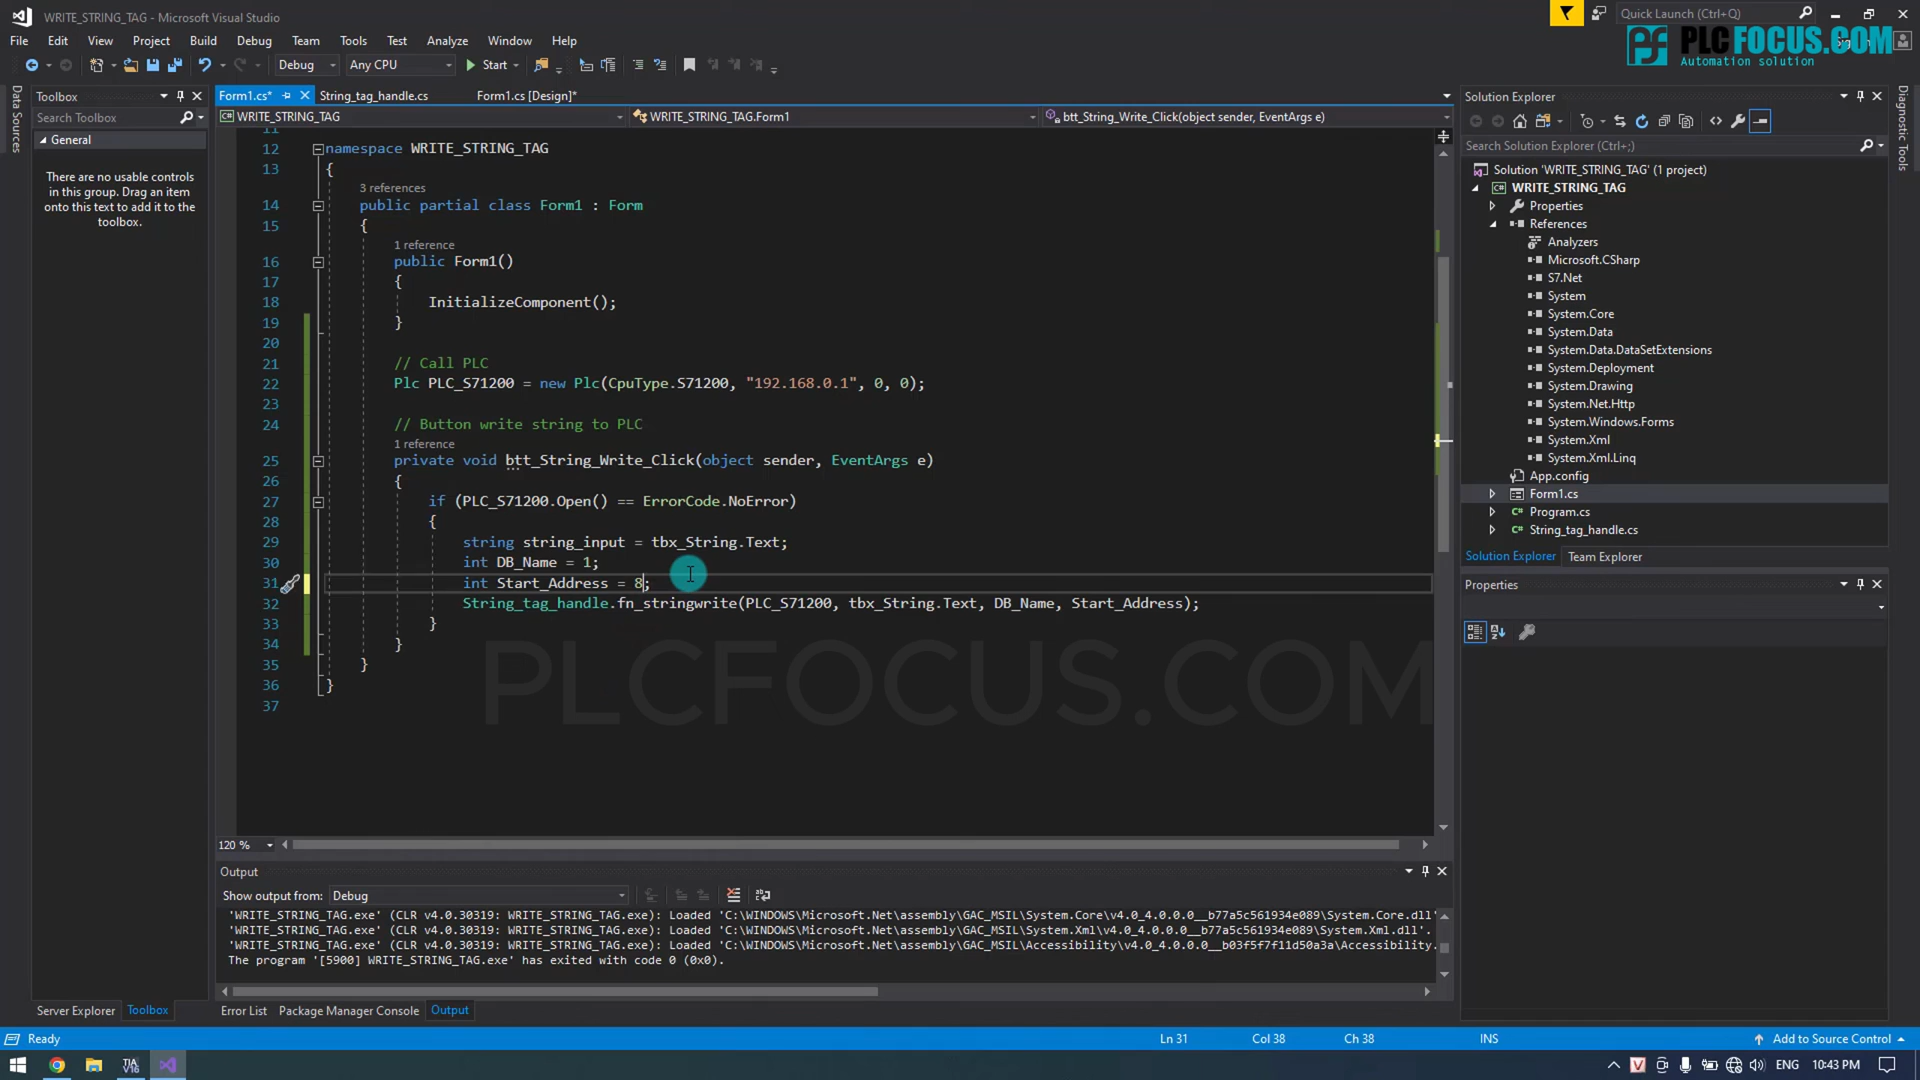 WRITE_STRING_TAG - Microsoft Visual Studio
Quick Launch (Ctrl+Q)
File Edit View Project Build Debug Team Tools Test Analyze Window Help
PLCFOCUS.COM
Automation solution
Debug Any CPU Start
Data Sources
Toolbox
Search Toolbox
General
There are no usable controls
in this group. Drag an item
onto this text to add it to the
toolbox.
Form1.cs* String_tag_handle.cs Form1.cs [Design]*
WRITE_STRING_TAG WRITE_STRING_TAG.Form1 btt_String_Write_Click(object sender, EventArgs e)
11
12 namespace WRITE_STRING_TAG
13 {
3 references
14 public partial class Form1 : Form
15 {
1 reference
16 public Form1()
17 {
18 InitializeComponent();
19 }
20
21 // Call PLC
22 Plc PLC_S71200 = new Plc(CpuType.S71200, "192.168.0.1", 0, 0);
23
24 // Button write string to PLC
1 reference
25 private void btt_String_Write_Click(object sender, EventArgs e)
26 {
27 if (PLC_S71200.Open() == ErrorCode.NoError)
28 {
29 string string_input = tbx_String.Text;
30 int DB_Name = 1;
31 int Start_Address = 8;
32 String_tag_handle.fn_stringwrite(PLC_S71200, tbx_String.Text, DB_Name, Start_Address);
33 }
34 }
35 }
36 }
37
PLCFOCUS.COM
120 %
Output
Show output from: Debug
'WRITE_STRING_TAG.exe' (CLR v4.0.30319: WRITE_STRING_TAG.exe): Loaded 'C:\WINDOWS\Microsoft.Net\assembly\GAC_MSIL\System.Core\v4.0_4.0.0.0__b77a5c561934e089\System.Core.dll'
'WRITE_STRING_TAG.exe' (CLR v4.0.30319: WRITE_STRING_TAG.exe): Loaded 'C:\WINDOWS\Microsoft.Net\assembly\GAC_MSIL\System.Xml\v4.0_4.0.0.0__b77a5c561934e089\System.Xml.dll'.
'WRITE_STRING_TAG.exe' (CLR v4.0.30319: WRITE_STRING_TAG.exe): Loaded 'C:\WINDOWS\Microsoft.Net\assembly\GAC_MSIL\Accessibility\v4.0_4.0.0.0__b03f5f7f11d50a3a\Accessibility.
The program '[5900] WRITE_STRING_TAG.exe' has exited with code 0 (0x0).
Server Explorer Toolbox
Error List Package Manager Console Output
Solution Explorer
Search Solution Explorer (Ctrl+;)
Solution 'WRITE_STRING_TAG' (1 project)
WRITE_STRING_TAG
Properties
References
Analyzers
Microsoft.CSharp
S7.Net
System
System.Core
System.Data
System.Data.DataSetExtensions
System.Deployment
System.Drawing
System.Net.Http
System.Windows.Forms
System.Xml
System.Xml.Linq
App.config
Form1.cs
Program.cs
String_tag_handle.cs
Solution Explorer Team Explorer
Properties
Diagnostic Tools
Ready Ln 31 Col 38 Ch 38 INS Add to Source Control
TIA V16
V ENG 10:43 PM